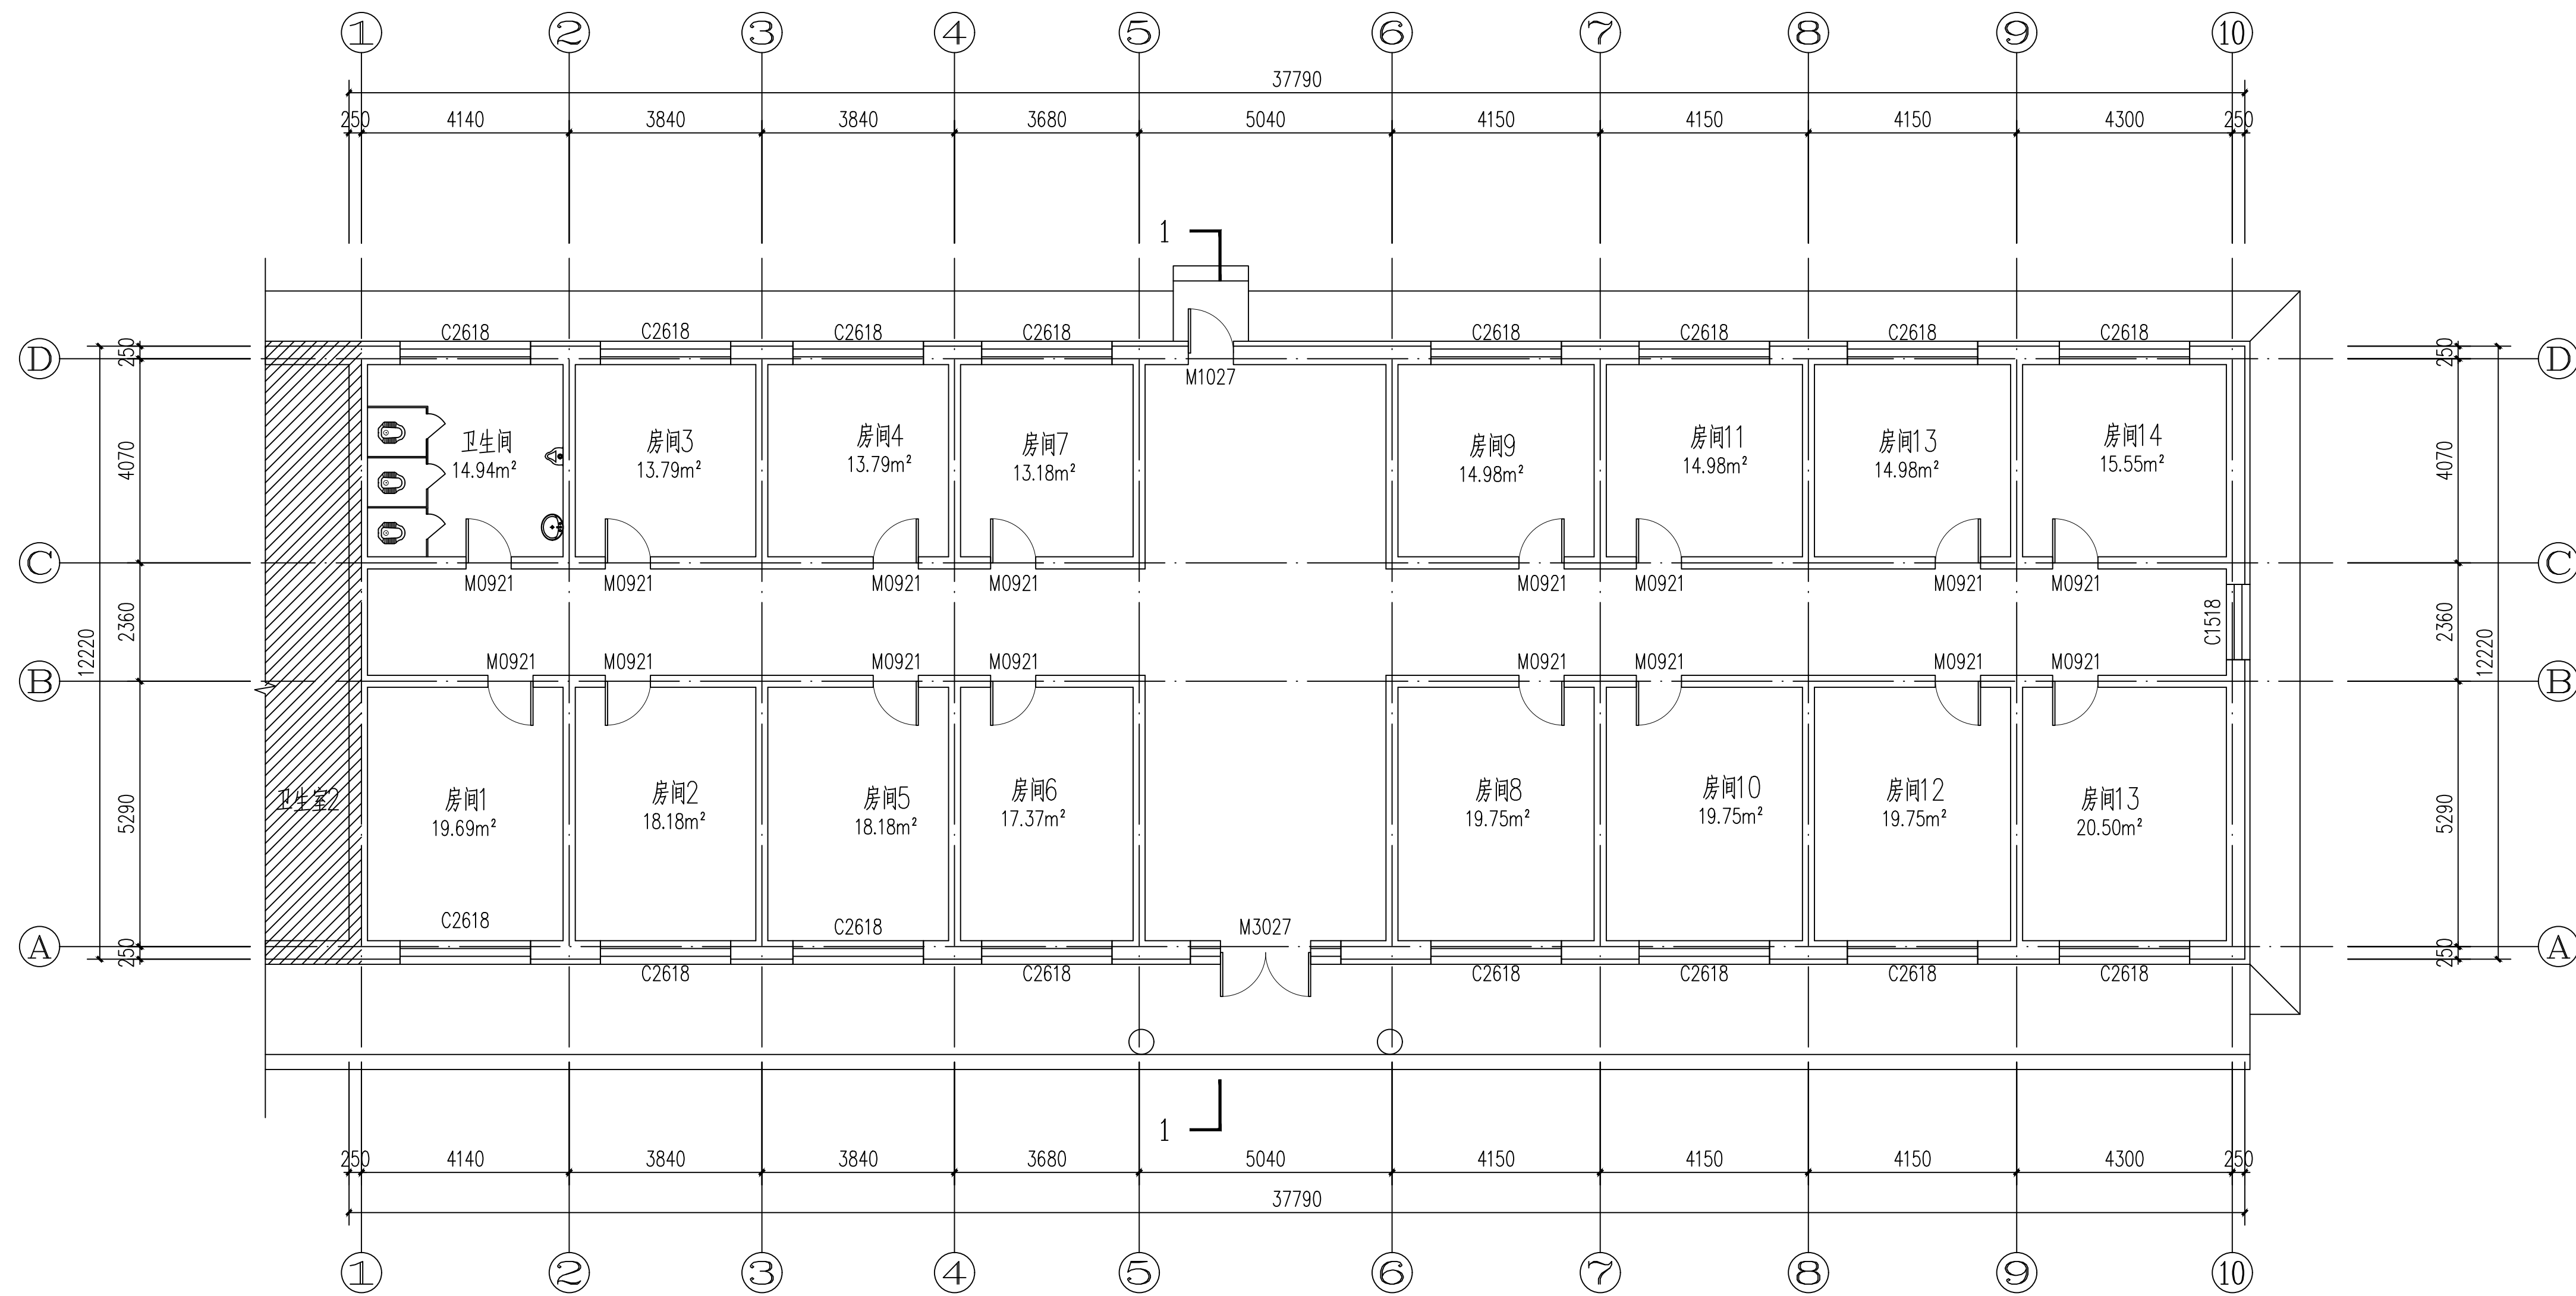 1 2 3 4 5 6 7 8 9 10
37790
250 4140 3840 3840 3680 5040 4150 4150 4150 4300 250
1
C2618 C2618 C2618 C2618 C2618 C2618 C2618 C2618
D 250 250 D
M1027
卫生间 房间3 房间4 房间7 房间9 房间11 房间13 房间14
14.94m² 13.79m² 13.79m² 13.18m² 14.98m² 14.98m² 14.98m² 15.55m²
4070 4070
C C
M0921 M0921 M0921 M0921 M0921 M0921 M0921 M0921
12220 2360 C1518 2360 12220
M0921 M0921 M0921 M0921 M0921 M0921 M0921 M0921
B B
卫生室2 房间1 房间2 房间5 房间6 房间8 房间10 房间12 房间13
19.69m² 18.18m² 18.18m² 17.37m² 19.75m² 19.75m² 19.75m² 20.50m²
5290 5290
C2618 C2618 M3027
A 250 250 A
C2618 C2618 C2618 C2618 C2618 C2618
1
250 4140 3840 3840 3680 5040 4150 4150 4150 4300 250
37790
1 2 3 4 5 6 7 8 9 10